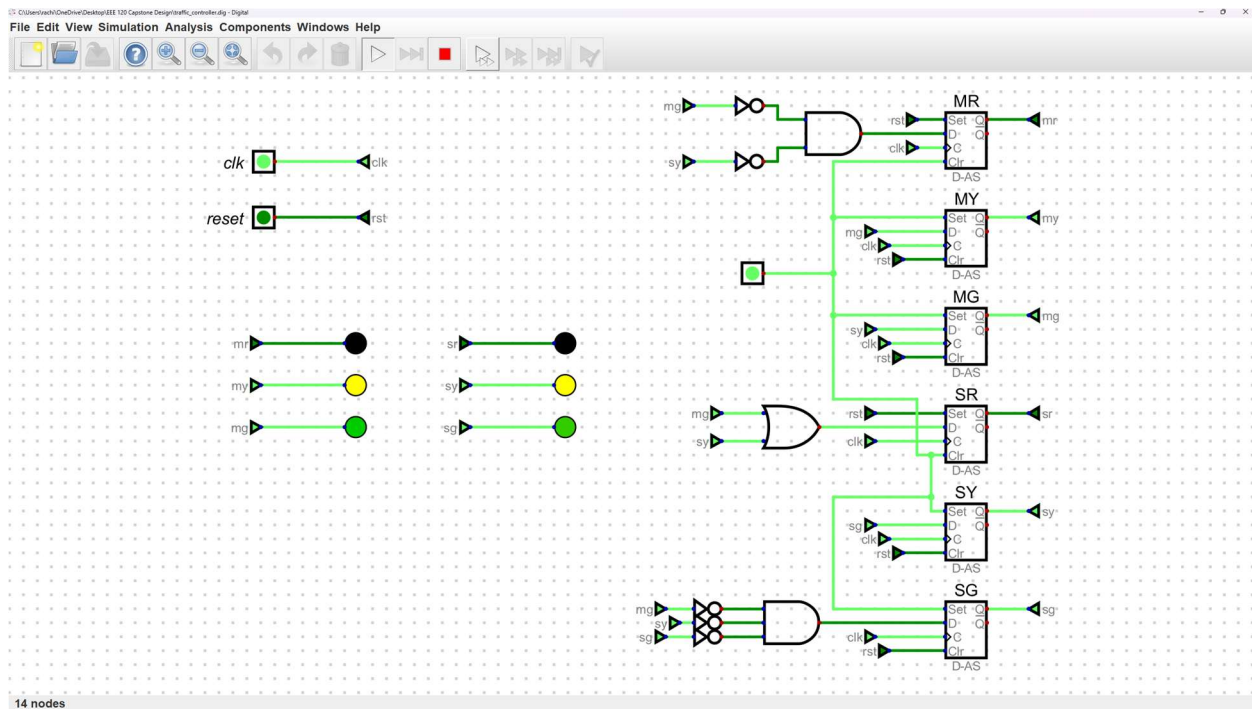 C:\Users\rachi\OneDrive\Desktop\EEE 120 Capstone Design\traffic_controller.dig - Digital
File Edit View Simulation Analysis Components Windows Help
clk clk
reset rst
mr
my
mg
sr
sy
sg
mg
sy
MR
rst Set Q mr
D Q
clk C
Clr
D-AS
MY
Set Q my
mg D Q
clk C
rst Clr
D-AS
MG
Set Q mg
sy D Q
clk C
rst Clr
D-AS
mg
sy
SR
rst Set Q sr
D Q
clk C
Clr
D-AS
SY
Set Q sy
sg D Q
clk C
rst Clr
D-AS
mg
sy
sg
SG
Set Q sg
D Q
clk C
rst Clr
D-AS
14 nodes